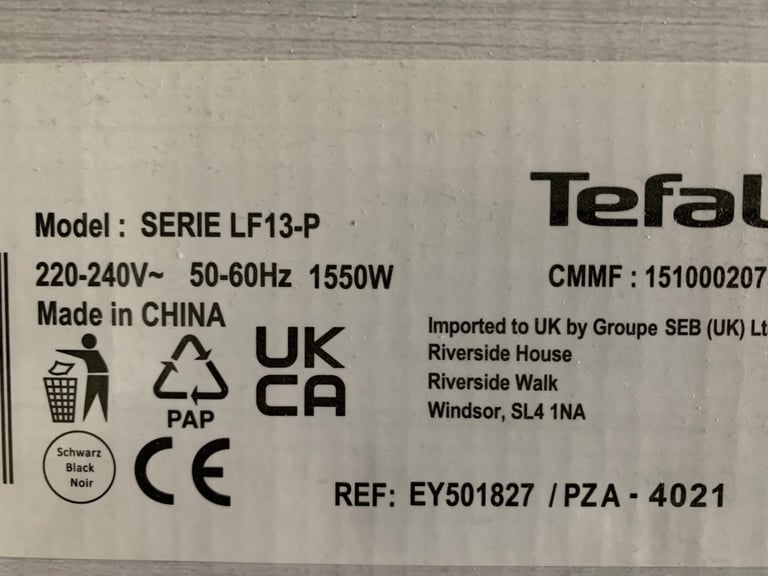 Tefal
Model : SERIE LF13-P
220-240V~ 50-60Hz 1550W
Made in CHINA
CMMF : 151000207
Imported to UK by Groupe SEB (UK) Lt
Riverside House
Riverside Walk
Windsor, SL4 1NA
UK
CA
PAP
Schwarz
Black
Noir
CE
REF: EY501827 / PZA - 4021